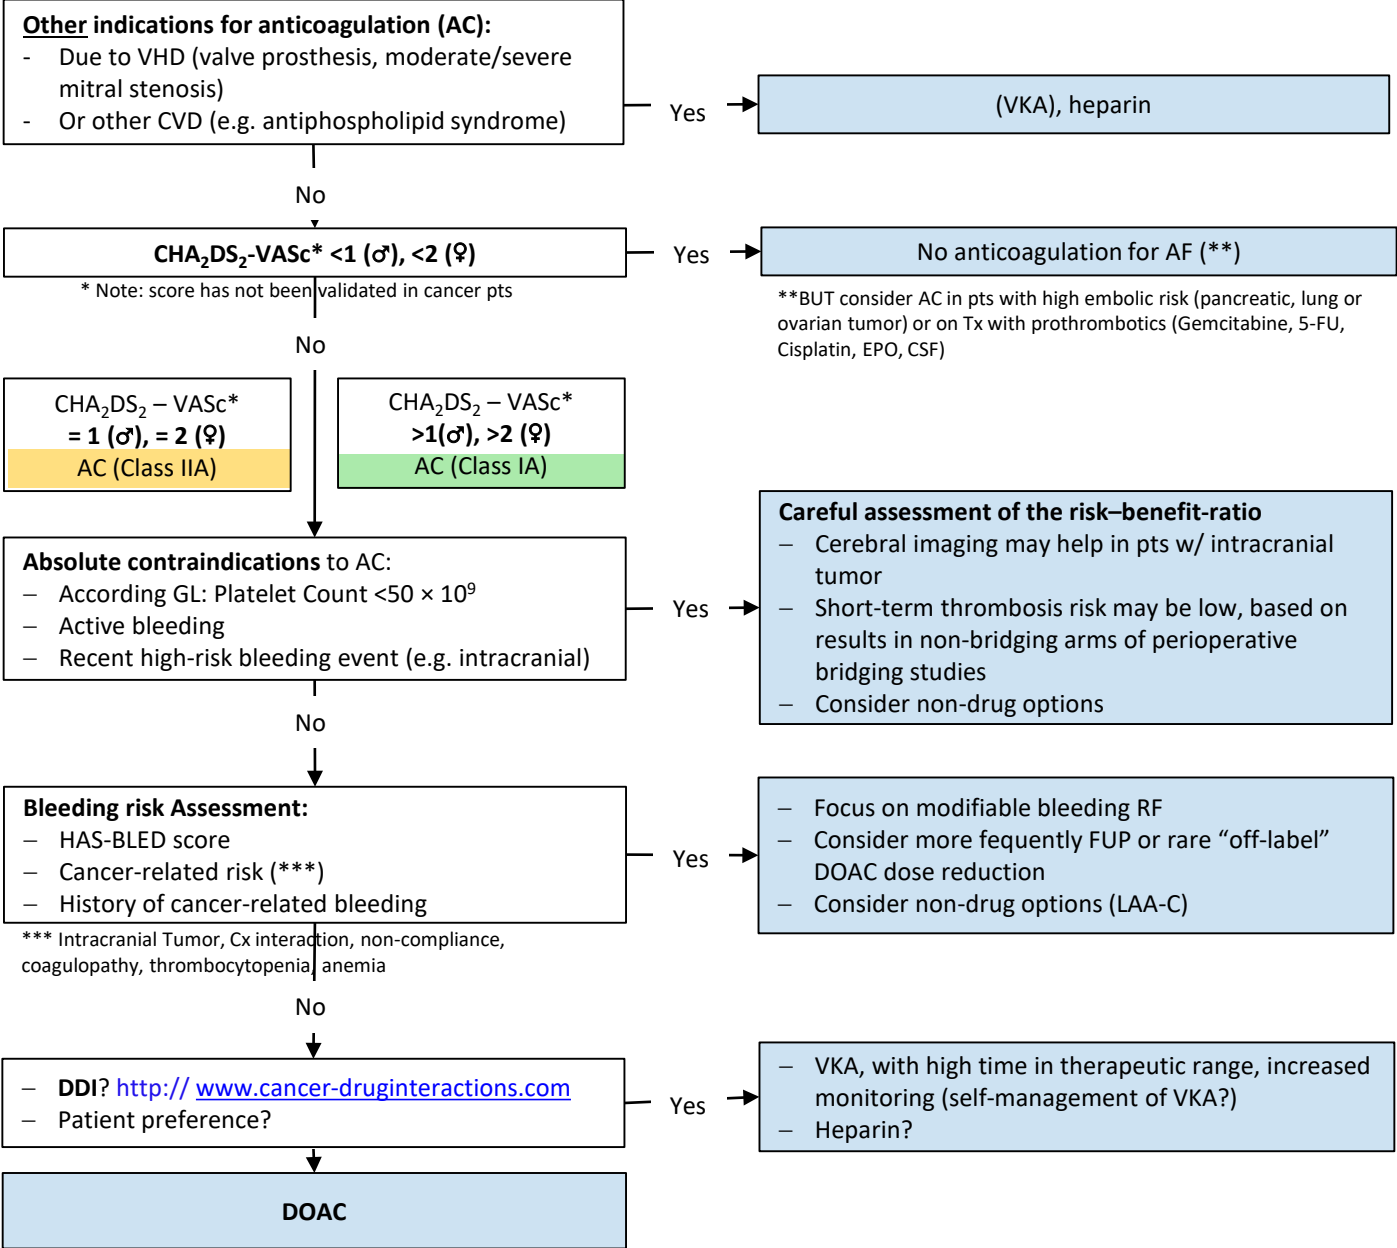 Other indications for anticoagulation (AC):
- Due to VHD (valve prosthesis, moderate/severe
mitral stenosis)
- Or other CVD (e.g. antiphospholipid syndrome)
Yes
(VKA), heparin
No
CHA₂DS₂-VASc* <1 (♂), <2 (♀)
Yes
No anticoagulation for AF (**)
* Note: score has not been validated in cancer pts
**BUT consider AC in pts with high embolic risk (pancreatic, lung or
ovarian tumor) or on Tx with prothrombotics (Gemcitabine, 5-FU,
Cisplatin, EPO, CSF)
No
CHA₂DS₂ – VASc*
= 1 (♂), = 2 (♀)
AC (Class IIA)
CHA₂DS₂ – VASc*
>1(♂), >2 (♀)
AC (Class IA)
Absolute contraindications to AC:
– According GL: Platelet Count <50 × 10⁹
– Active bleeding
– Recent high-risk bleeding event (e.g. intracranial)
Yes
Careful assessment of the risk–benefit-ratio
– Cerebral imaging may help in pts w/ intracranial
tumor
– Short-term thrombosis risk may be low, based on
results in non-bridging arms of perioperative
bridging studies
– Consider non-drug options
No
Bleeding risk Assessment:
– HAS-BLED score
– Cancer-related risk (***)
– History of cancer-related bleeding
Yes
– Focus on modifiable bleeding RF
– Consider more fequently FUP or rare “off-label”
DOAC dose reduction
– Consider non-drug options (LAA-C)
*** Intracranial Tumor, Cx interaction, non-compliance,
coagulopathy, thrombocytopenia, anemia
No
– DDI? http:// www.cancer-druginteractions.com
– Patient preference?
Yes
– VKA, with high time in therapeutic range, increased
monitoring (self-management of VKA?)
– Heparin?
DOAC